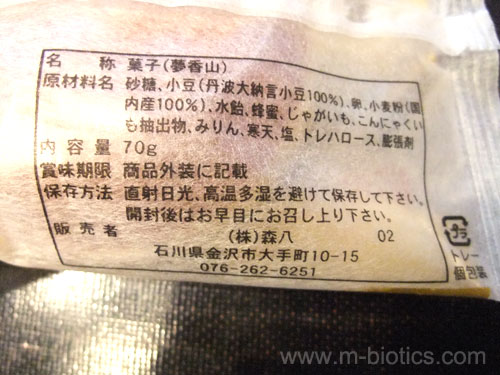 名　称 菓子(夢香山)
原材料名 砂糖、小豆(丹波大納言小豆100%)、卵、小麦粉(国
内産100%)、水飴、蜂蜜、じゃがいも、こんにゃくい
も抽出物、みりん、寒天、塩、トレハロース、膨張剤
内 容 量 70g
賞味期限 商品外装に記載
保存方法 直射日光、高温多湿を避けて保存して下さい。
開封後はお早目にお召し上り下さい。
販 売 者 (株)森八 02
石川県金沢市大手町10-15
076-262-6251
プラ
トレー
個包装
www.m-biotics.com